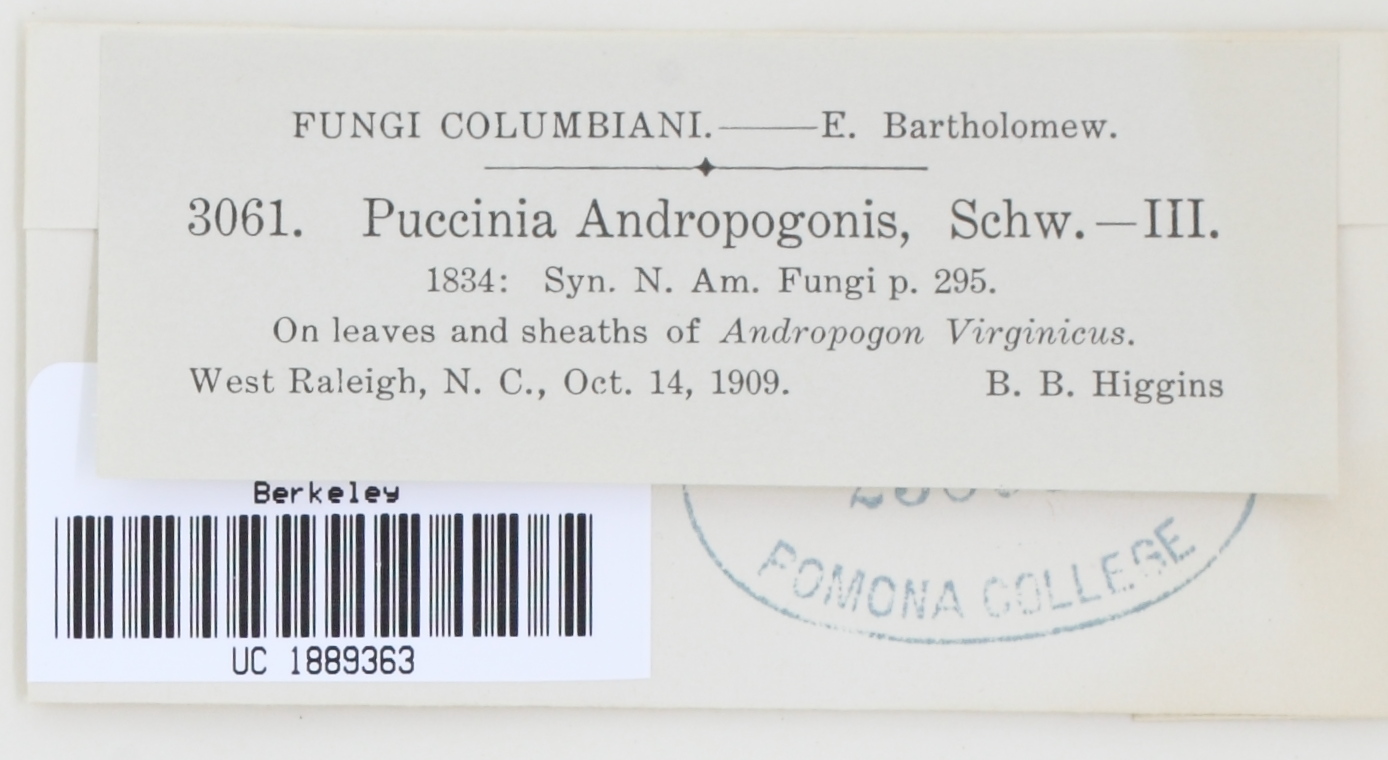 FUNGI COLUMBIANI.——E. Bartholomew.
3061. Puccinia Andropogonis, Schw.—III.
1834: Syn. N. Am. Fungi p. 295.
On leaves and sheaths of Andropogon Virginicus.
West Raleigh, N. C., Oct. 14, 1909. B. B. Higgins
Berkeley
UC 1889363
POMONA COLLEGE